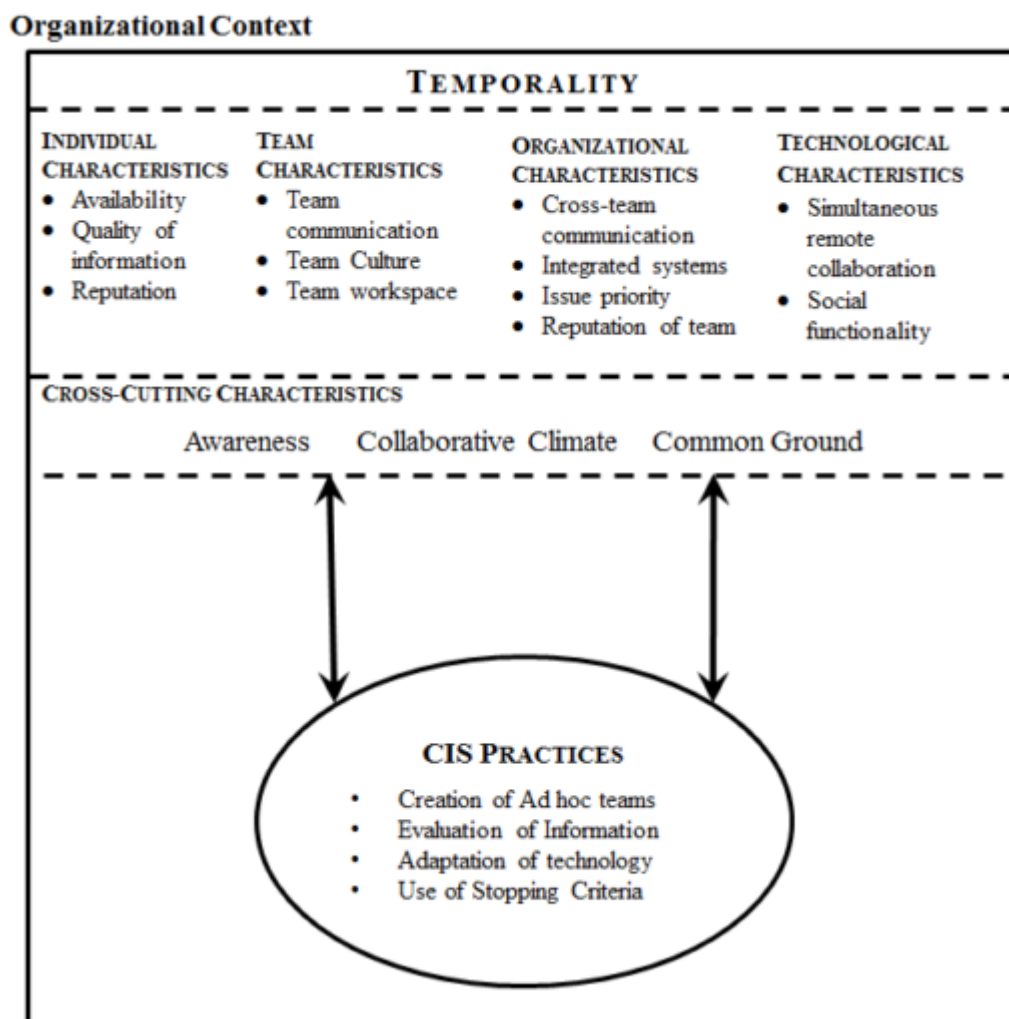 Organizational Context
TEMPORALITY
INDIVIDUAL
CHARACTERISTICS
• Availability
• Quality of
information
• Reputation
TEAM
CHARACTERISTICS
• Team
communication
• Team Culture
• Team workspace
ORGANIZATIONAL
CHARACTERISTICS
• Cross-team
communication
• Integrated systems
• Issue priority
• Reputation of team
TECHNOLOGICAL
CHARACTERISTICS
• Simultaneous
remote
collaboration
• Social
functionality
CROSS-CUTTING CHARACTERISTICS
Awareness Collaborative Climate Common Ground
CIS PRACTICES
• Creation of Ad hoc teams
• Evaluation of Information
• Adaptation of technology
• Use of Stopping Criteria